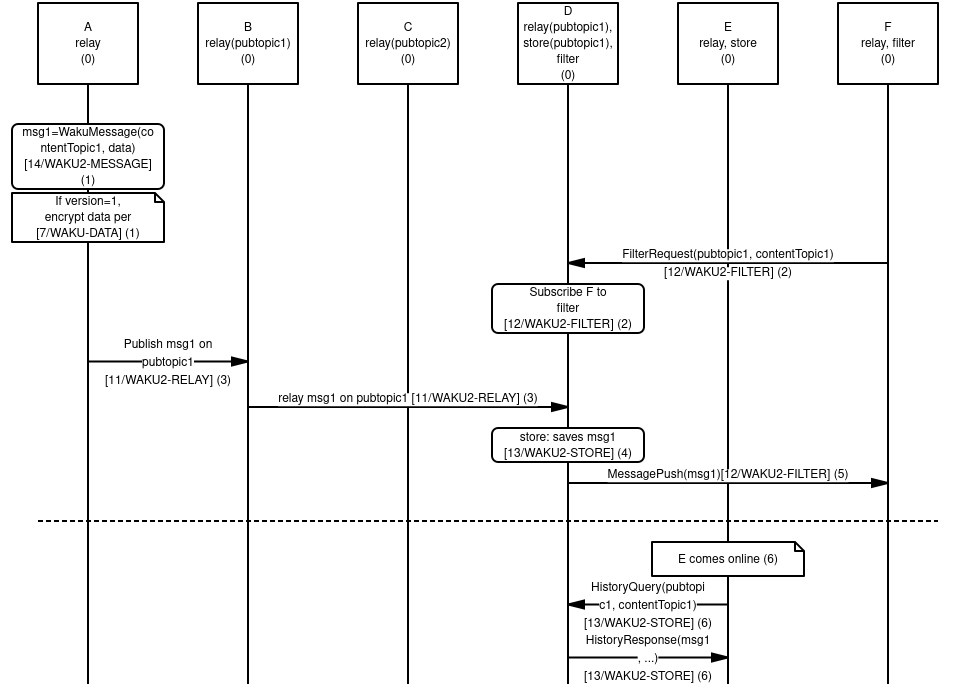 A
relay
(0)
B
relay(pubtopic1)
(0)
C
relay(pubtopic2)
(0)
D
relay(pubtopic1),
store(pubtopic1),
filter
(0)
E
relay, store
(0)
F
relay, filter
(0)
msg1=WakuMessage(co
ntentTopic1, data)
[14/WAKU2-MESSAGE]
(1)
If version=1,
encrypt data per
[7/WAKU-DATA] (1)
FilterRequest(pubtopic1, contentTopic1)
[12/WAKU2-FILTER] (2)
Subscribe F to
filter
[12/WAKU2-FILTER] (2)
Publish msg1 on
pubtopic1
[11/WAKU2-RELAY] (3)
relay msg1 on pubtopic1 [11/WAKU2-RELAY] (3)
store: saves msg1
[13/WAKU2-STORE] (4)
MessagePush(msg1)[12/WAKU2-FILTER] (5)
E comes online (6)
HistoryQuery(pubtopi
c1, contentTopic1)
[13/WAKU2-STORE] (6)
HistoryResponse(msg1
, ...)
[13/WAKU2-STORE] (6)